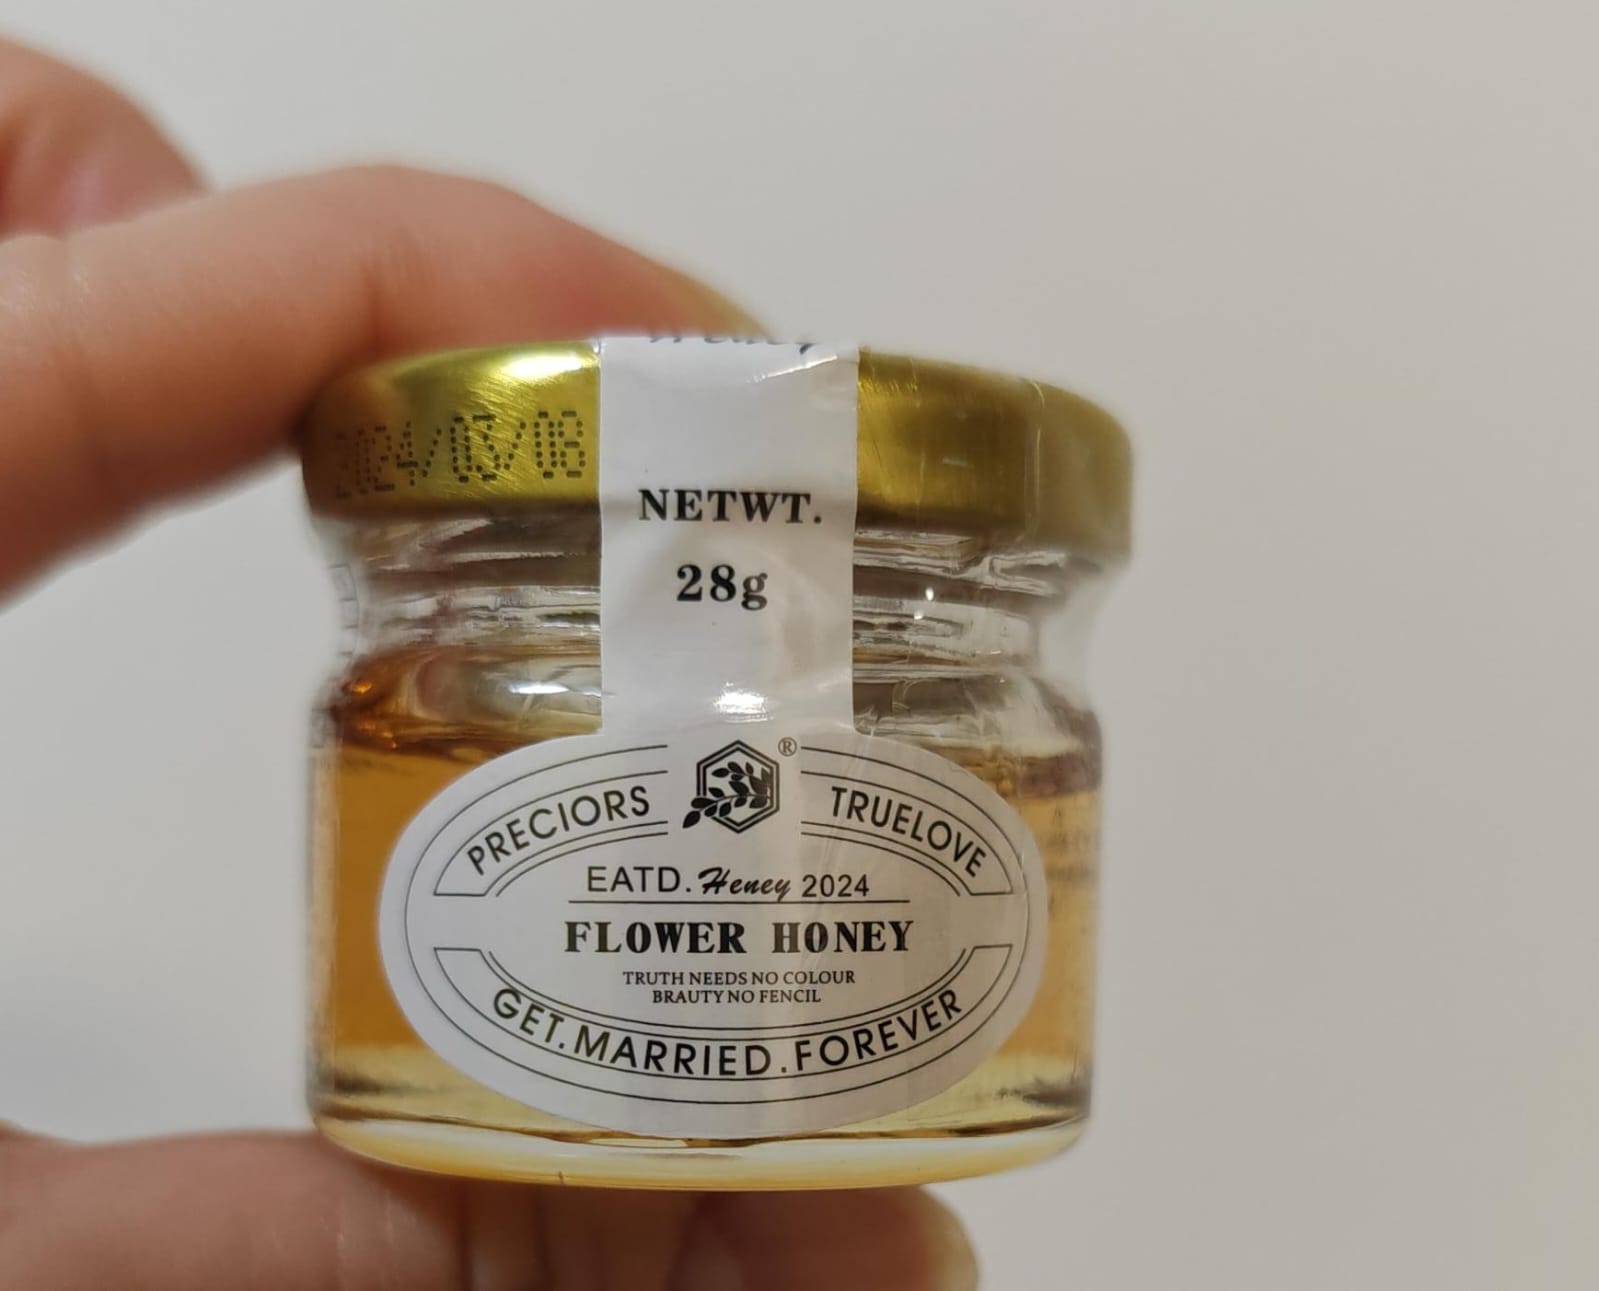 2024/03/08
NETWT.
28g
®
PRECIORS TRUELOVE
EATD. Heney 2024
FLOWER HONEY
TRUTH NEEDS NO COLOUR
BRAUTY NO FENCIL
GET.MARRIED.FOREVER